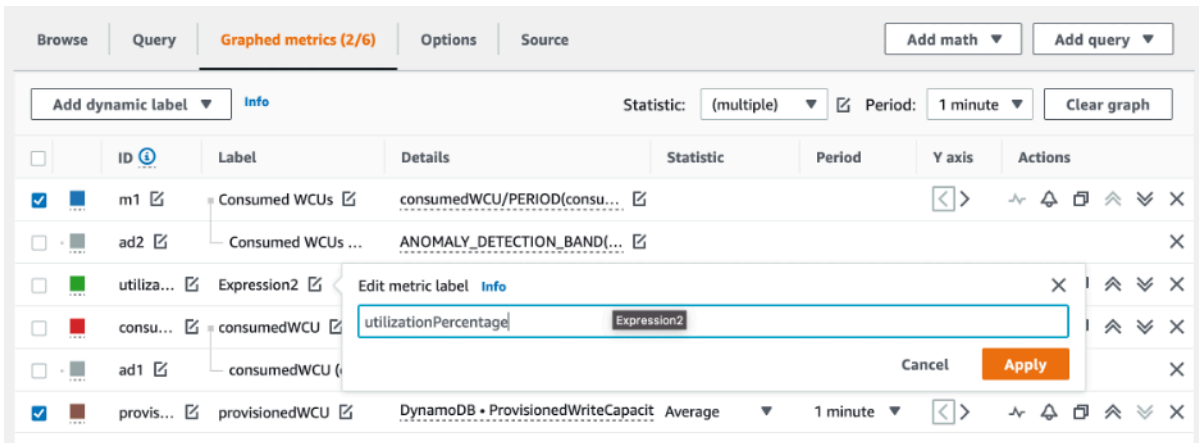 Browse Query Graphed metrics (2/6) Options Source Add math Add query
Add dynamic label Info Statistic: (multiple) Period: 1 minute Clear graph
ID Label Details Statistic Period Y axis Actions
m1 Consumed WCUs consumedWCU/PERIOD(consu...
ad2 Consumed WCUs ... ANOMALY_DETECTION_BAND(...
utiliza... Expression2 Edit metric label Info
consu... consumedWCU utilizationPercentage Expression2
ad1 consumedWCU ( Cancel Apply
provis... provisionedWCU DynamoDB • ProvisionedWriteCapacit Average 1 minute